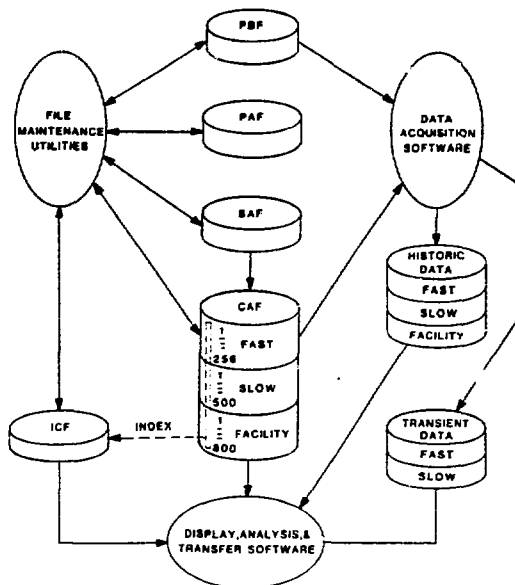 PBF
FILE
MAINTENANCE
UTILITIES
PAF
DATA
ACQUISITION
SOFTWARE
SAF
HISTORIC
DATA
FAST
SLOW
FACILITY
CAF
1
FAST
256
1
SLOW
500
1
FACILITY
800
ICF
INDEX
TRANSIENT
DATA
FAST
SLOW
DISPLAY, ANALYSIS, &
TRANSFER SOFTWARE